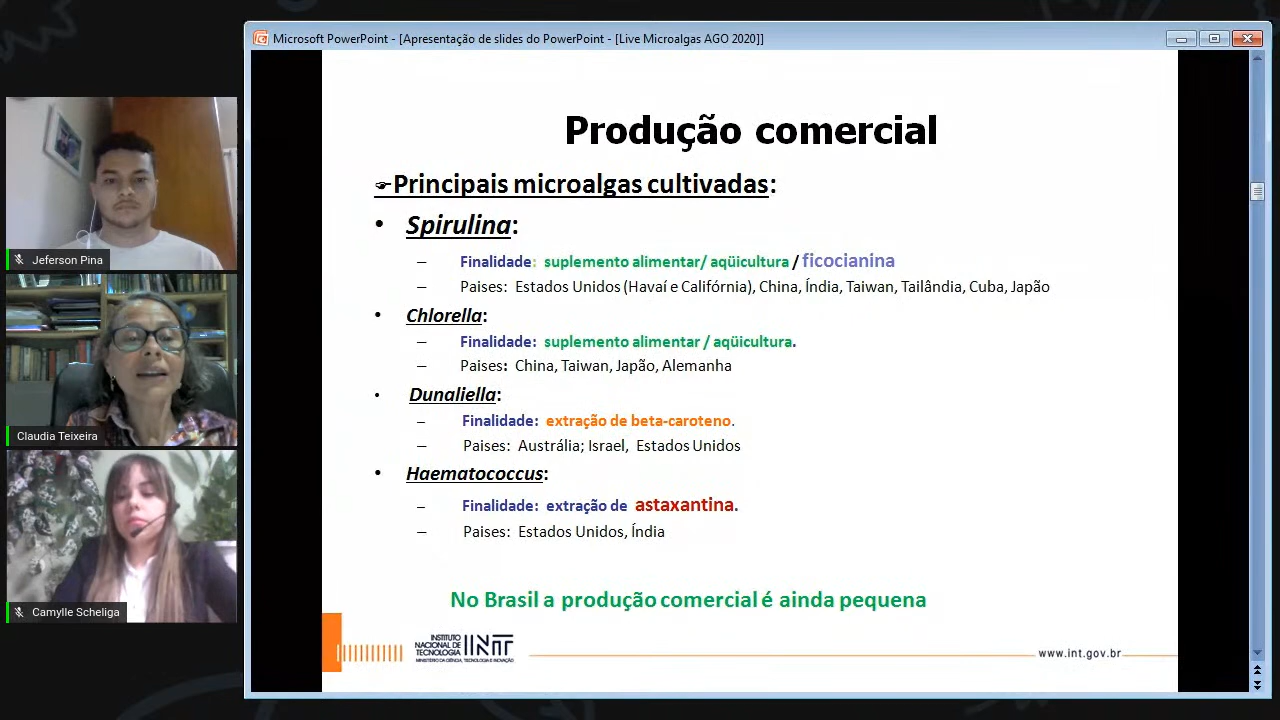 Microsoft PowerPoint - [Apresentação de slides do PowerPoint - [Live Microalgas AGO 2020]]
Produção comercial
☞Principais microalgas cultivadas:
• Spirulina:
– Finalidade: suplemento alimentar/ aqüicultura / ficocianina
– Paises: Estados Unidos (Havaí e Califórnia), China, Índia, Taiwan, Tailândia, Cuba, Japão
• Chlorella:
– Finalidade: suplemento alimentar / aqüicultura.
– Paises: China, Taiwan, Japão, Alemanha
• Dunaliella:
– Finalidade: extração de beta-caroteno.
– Paises: Austrália; Israel, Estados Unidos
• Haematococcus:
– Finalidade: extração de astaxantina.
– Paises: Estados Unidos, Índia
No Brasil a produção comercial é ainda pequena
INSTITUTO
NACIONAL DE
TECNOLOGIA
INT
MINISTÉRIO DA CIÊNCIA, TECNOLOGIA E INOVAÇÃO
www.int.gov.br
Jeferson Pina
Claudia Teixeira
Camylle Scheliga